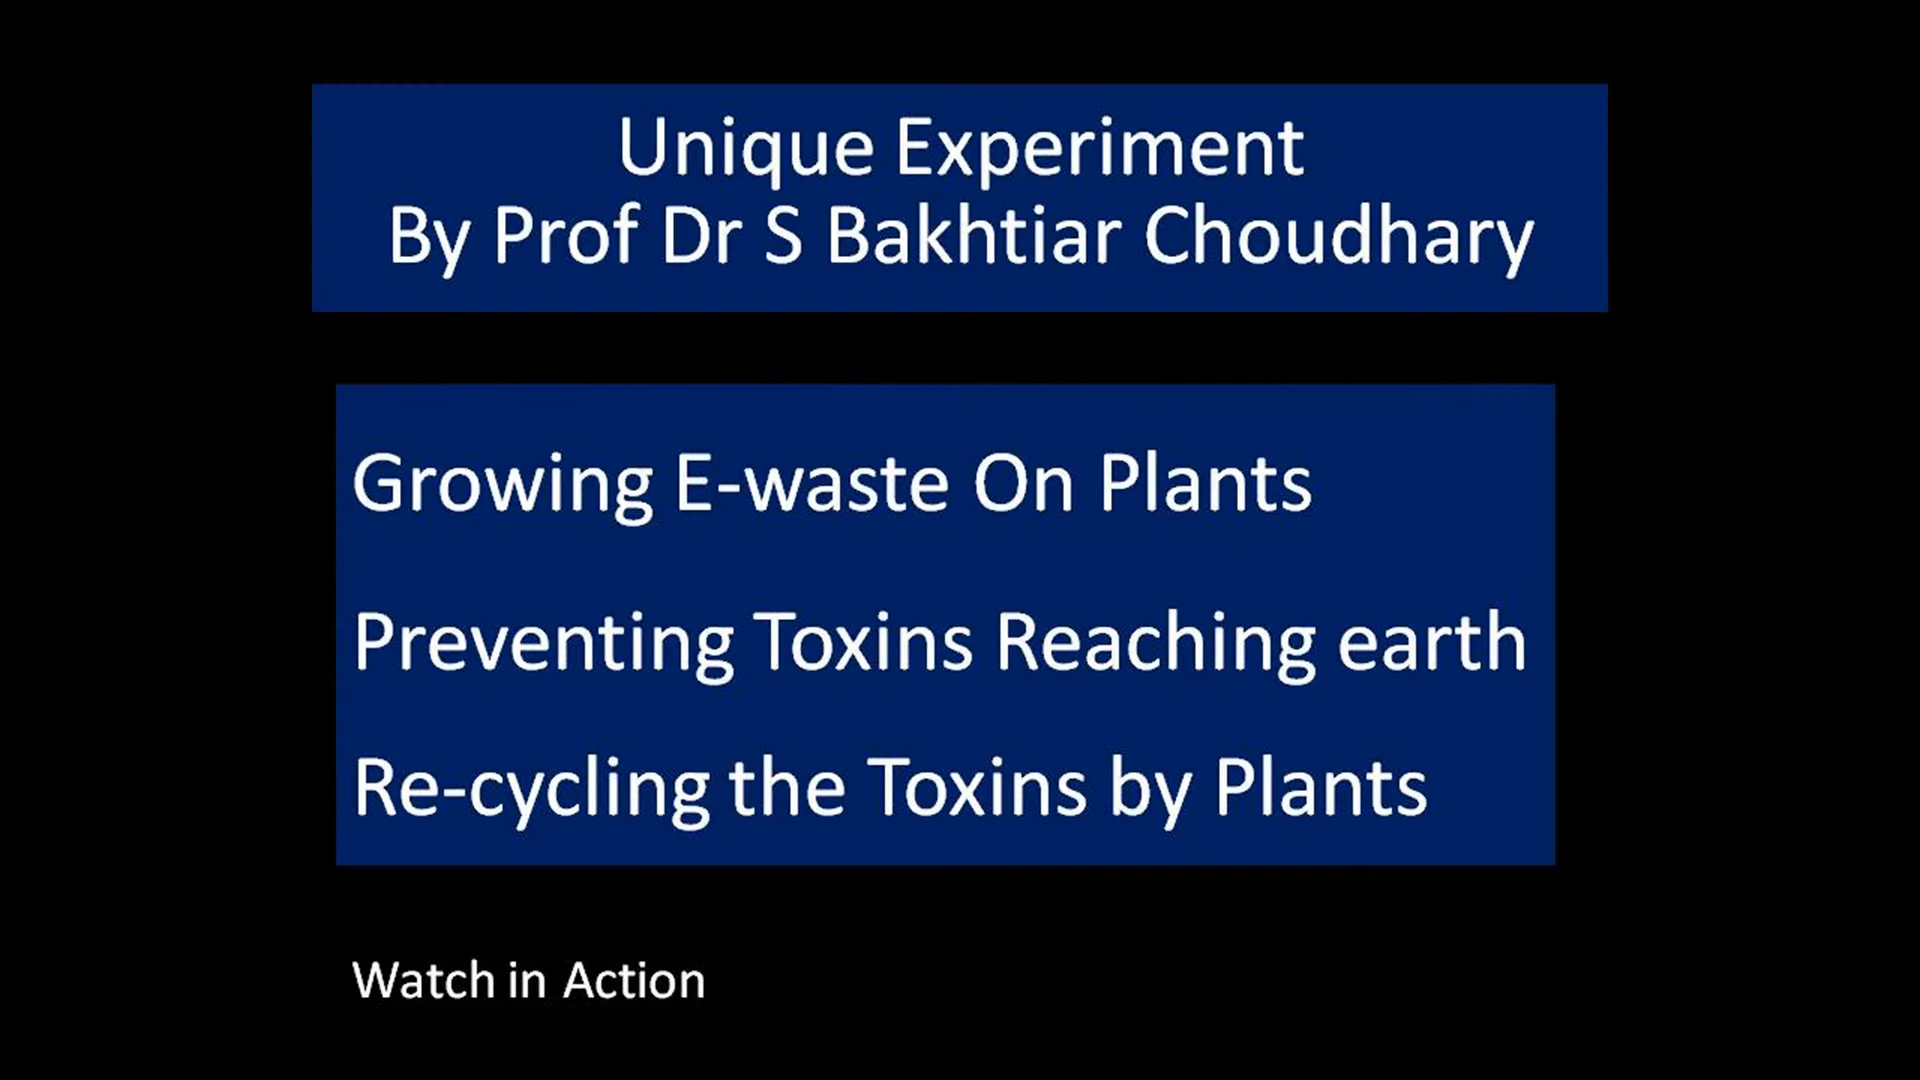 Unique Experiment
By Prof Dr S Bakhtiar Choudhary
Growing E-waste On Plants
Preventing Toxins Reaching earth
Re-cycling the Toxins by Plants
Watch in Action